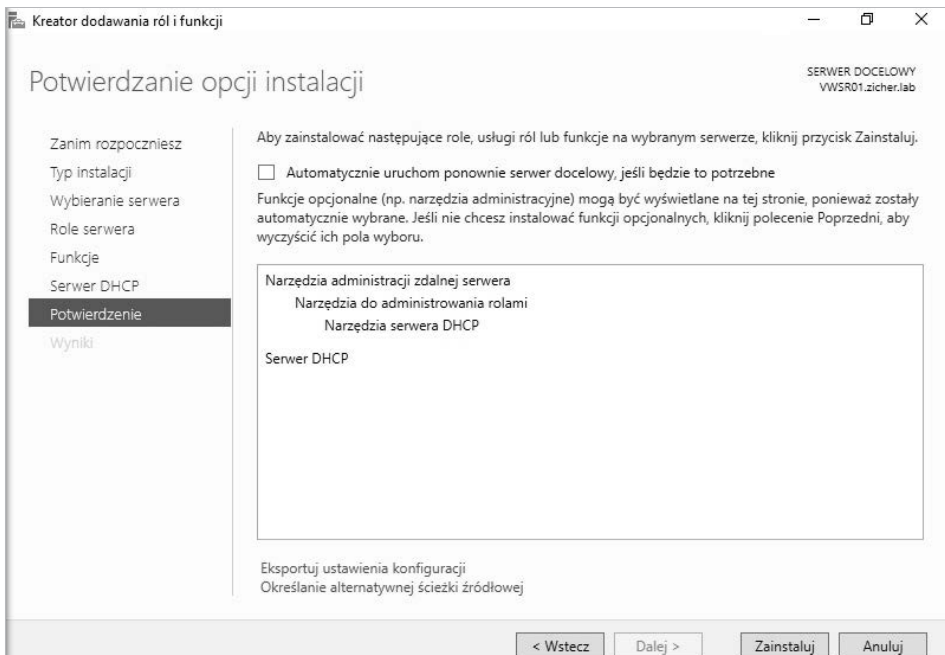 Kreator dodawania ról i funkcji
Potwierdzanie opcji instalacji
SERWER DOCELOWY
VWSR01.zicher.lab
Zanim rozpoczniesz
Typ instalacji
Wybieranie serwera
Role serwera
Funkcje
Serwer DHCP
Potwierdzenie
Wyniki
Aby zainstalować następujące role, usługi ról lub funkcje na wybranym serwerze, kliknij przycisk Zainstaluj.
Automatycznie uruchom ponownie serwer docelowy, jeśli będzie to potrzebne
Funkcje opcjonalne (np. narzędzia administracyjne) mogą być wyświetlane na tej stronie, ponieważ zostały
automatycznie wybrane. Jeśli nie chcesz instalować funkcji opcjonalnych, kliknij polecenie Poprzedni, aby
wyczyścić ich pola wyboru.
Narzędzia administracji zdalnej serwera
Narzędzia do administrowania rolami
Narzędzia serwera DHCP
Serwer DHCP
Eksportuj ustawienia konfiguracji
Określanie alternatywnej ścieżki źródłowej
< Wstecz
Dalej >
Zainstaluj
Anuluj